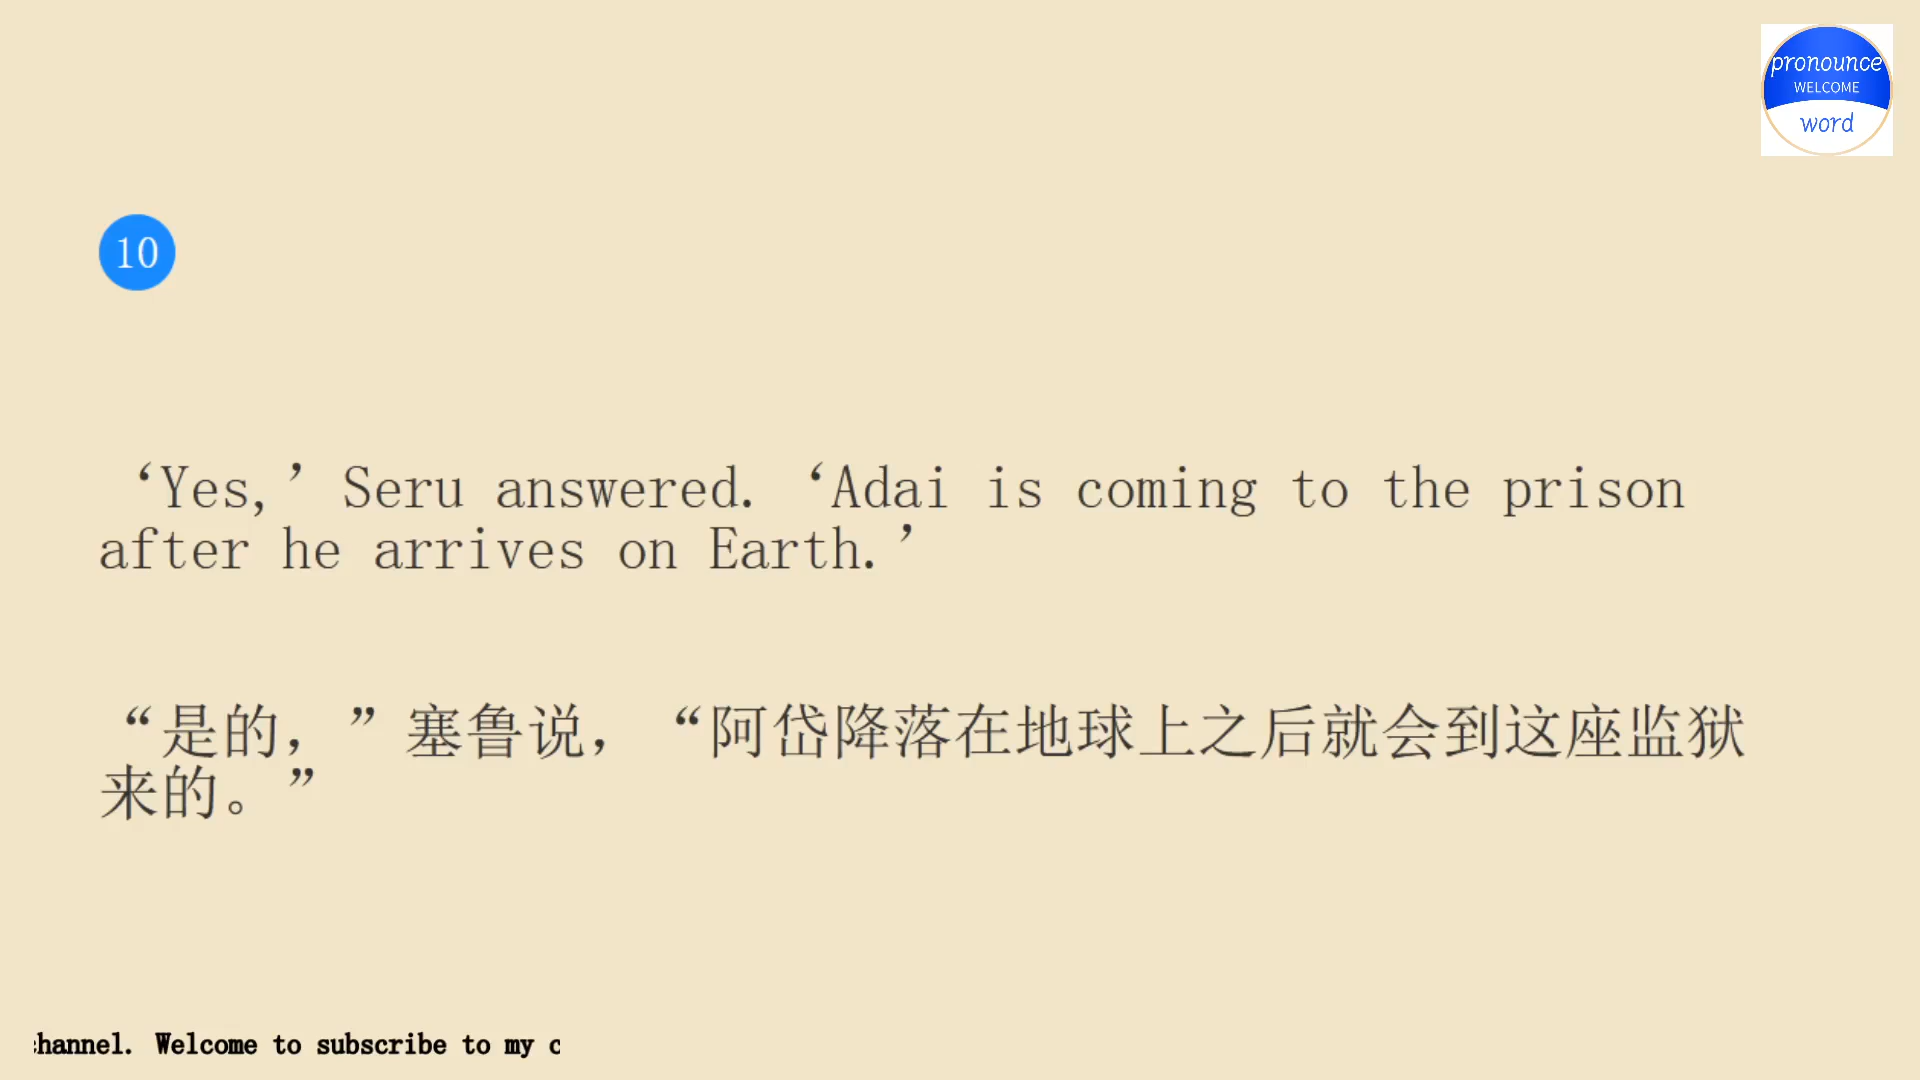 pronounce
WELCOME
word
10
‘Yes,’ Seru answered. ‘Adai is coming to the prison
after he arrives on Earth.’
“是的，”塞鲁说，“阿岱降落在地球上之后就会到这座监狱
来的。”
channel. Welcome to subscribe to my c